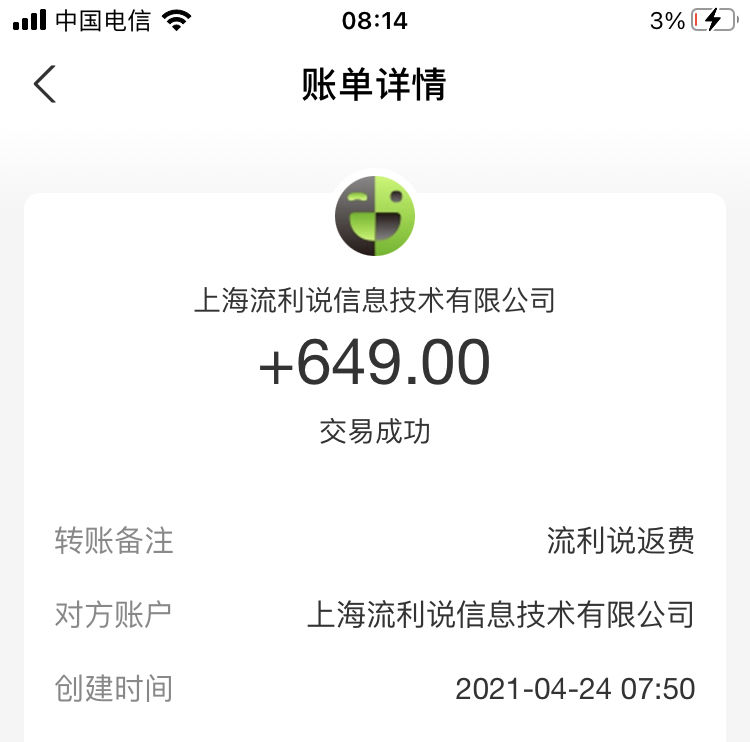 中国电信 08:14 3%
账单详情
上海流利说信息技术有限公司
+649.00
交易成功
转账备注 流利说返费
对方账户 上海流利说信息技术有限公司
创建时间 2021-04-24 07:50